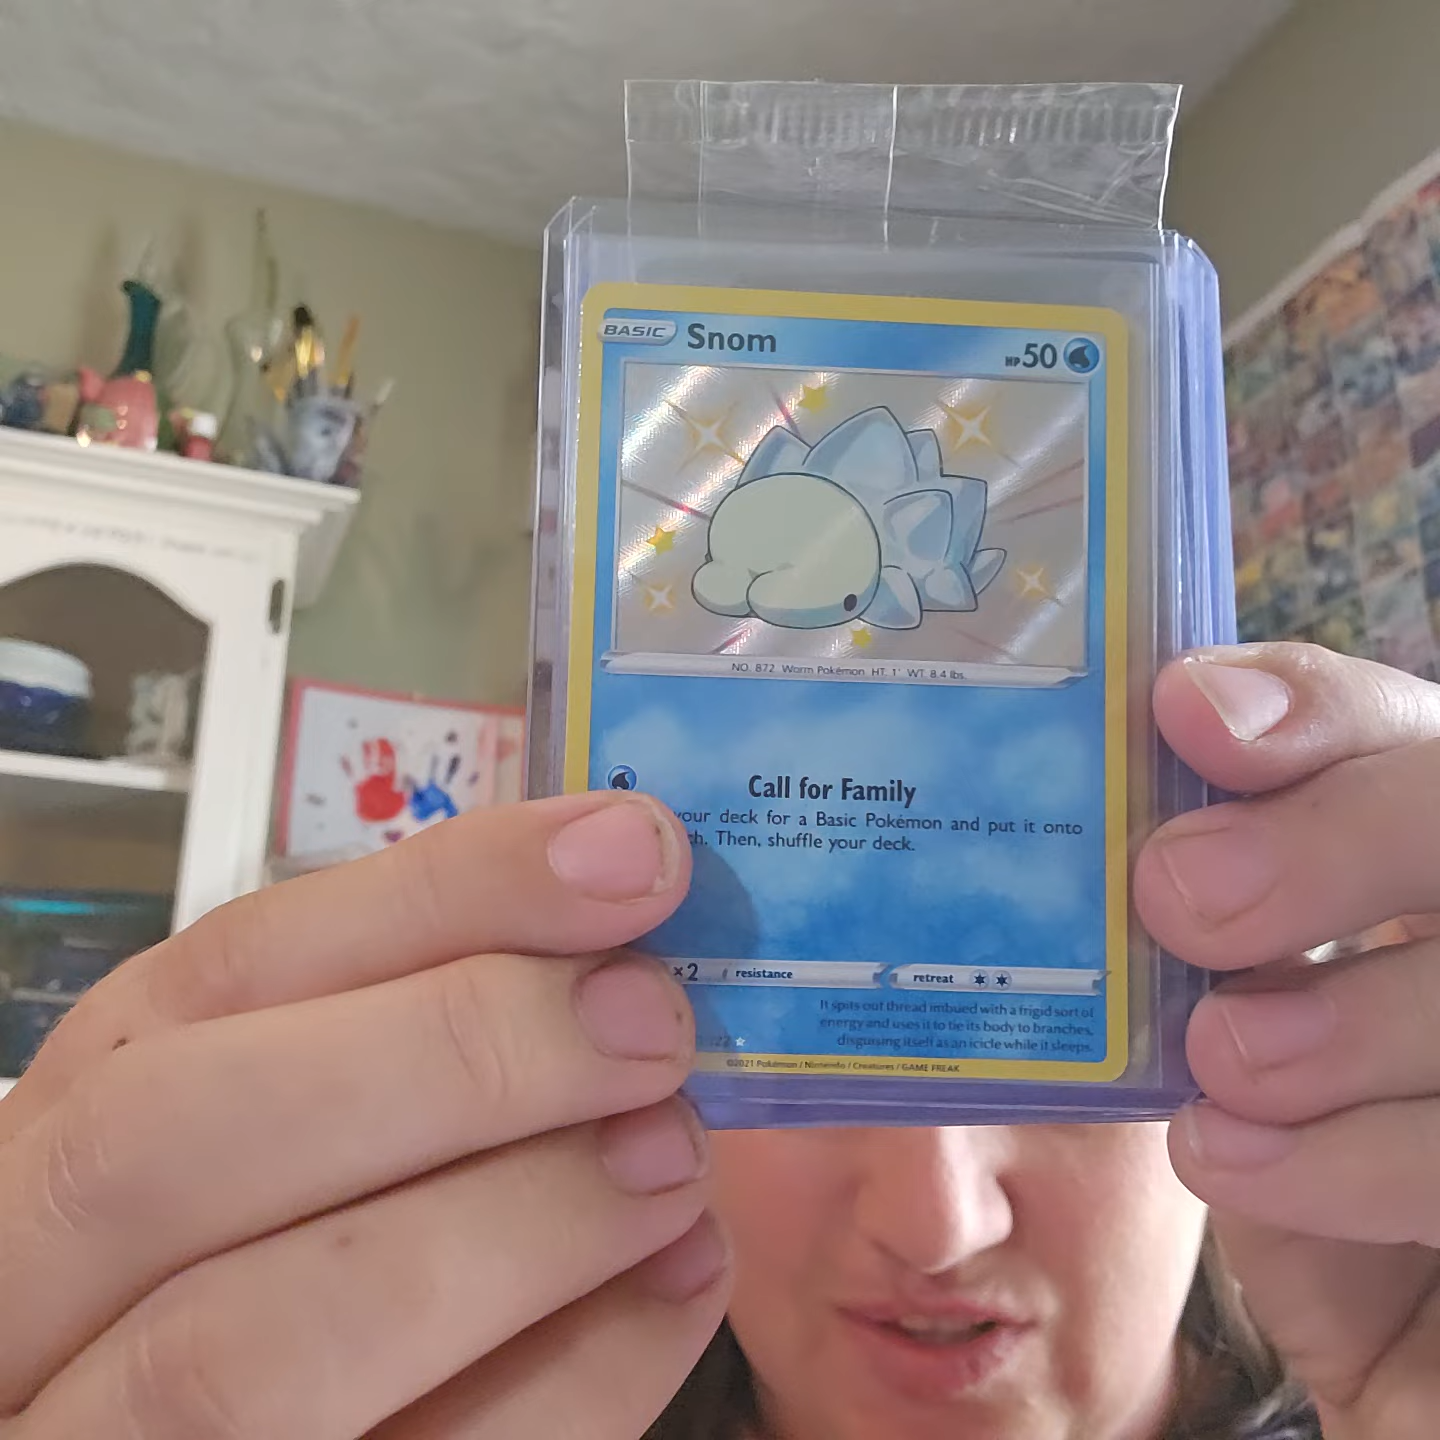 BASIC Snom HP 50
NO. 872 Worm Pokémon HT. 1' WT. 8.4 lbs.
Call for Family
your deck for a Basic Pokémon and put it onto
Then, shuffle your deck.
×2 resistance retreat
It spits out thread imbued with a frigid sort of
energy and uses it to tie its body to branches,
disguising itself as an icicle while it sleeps.
©2021 Pokémon / Nintendo / Creatures / GAME FREAK